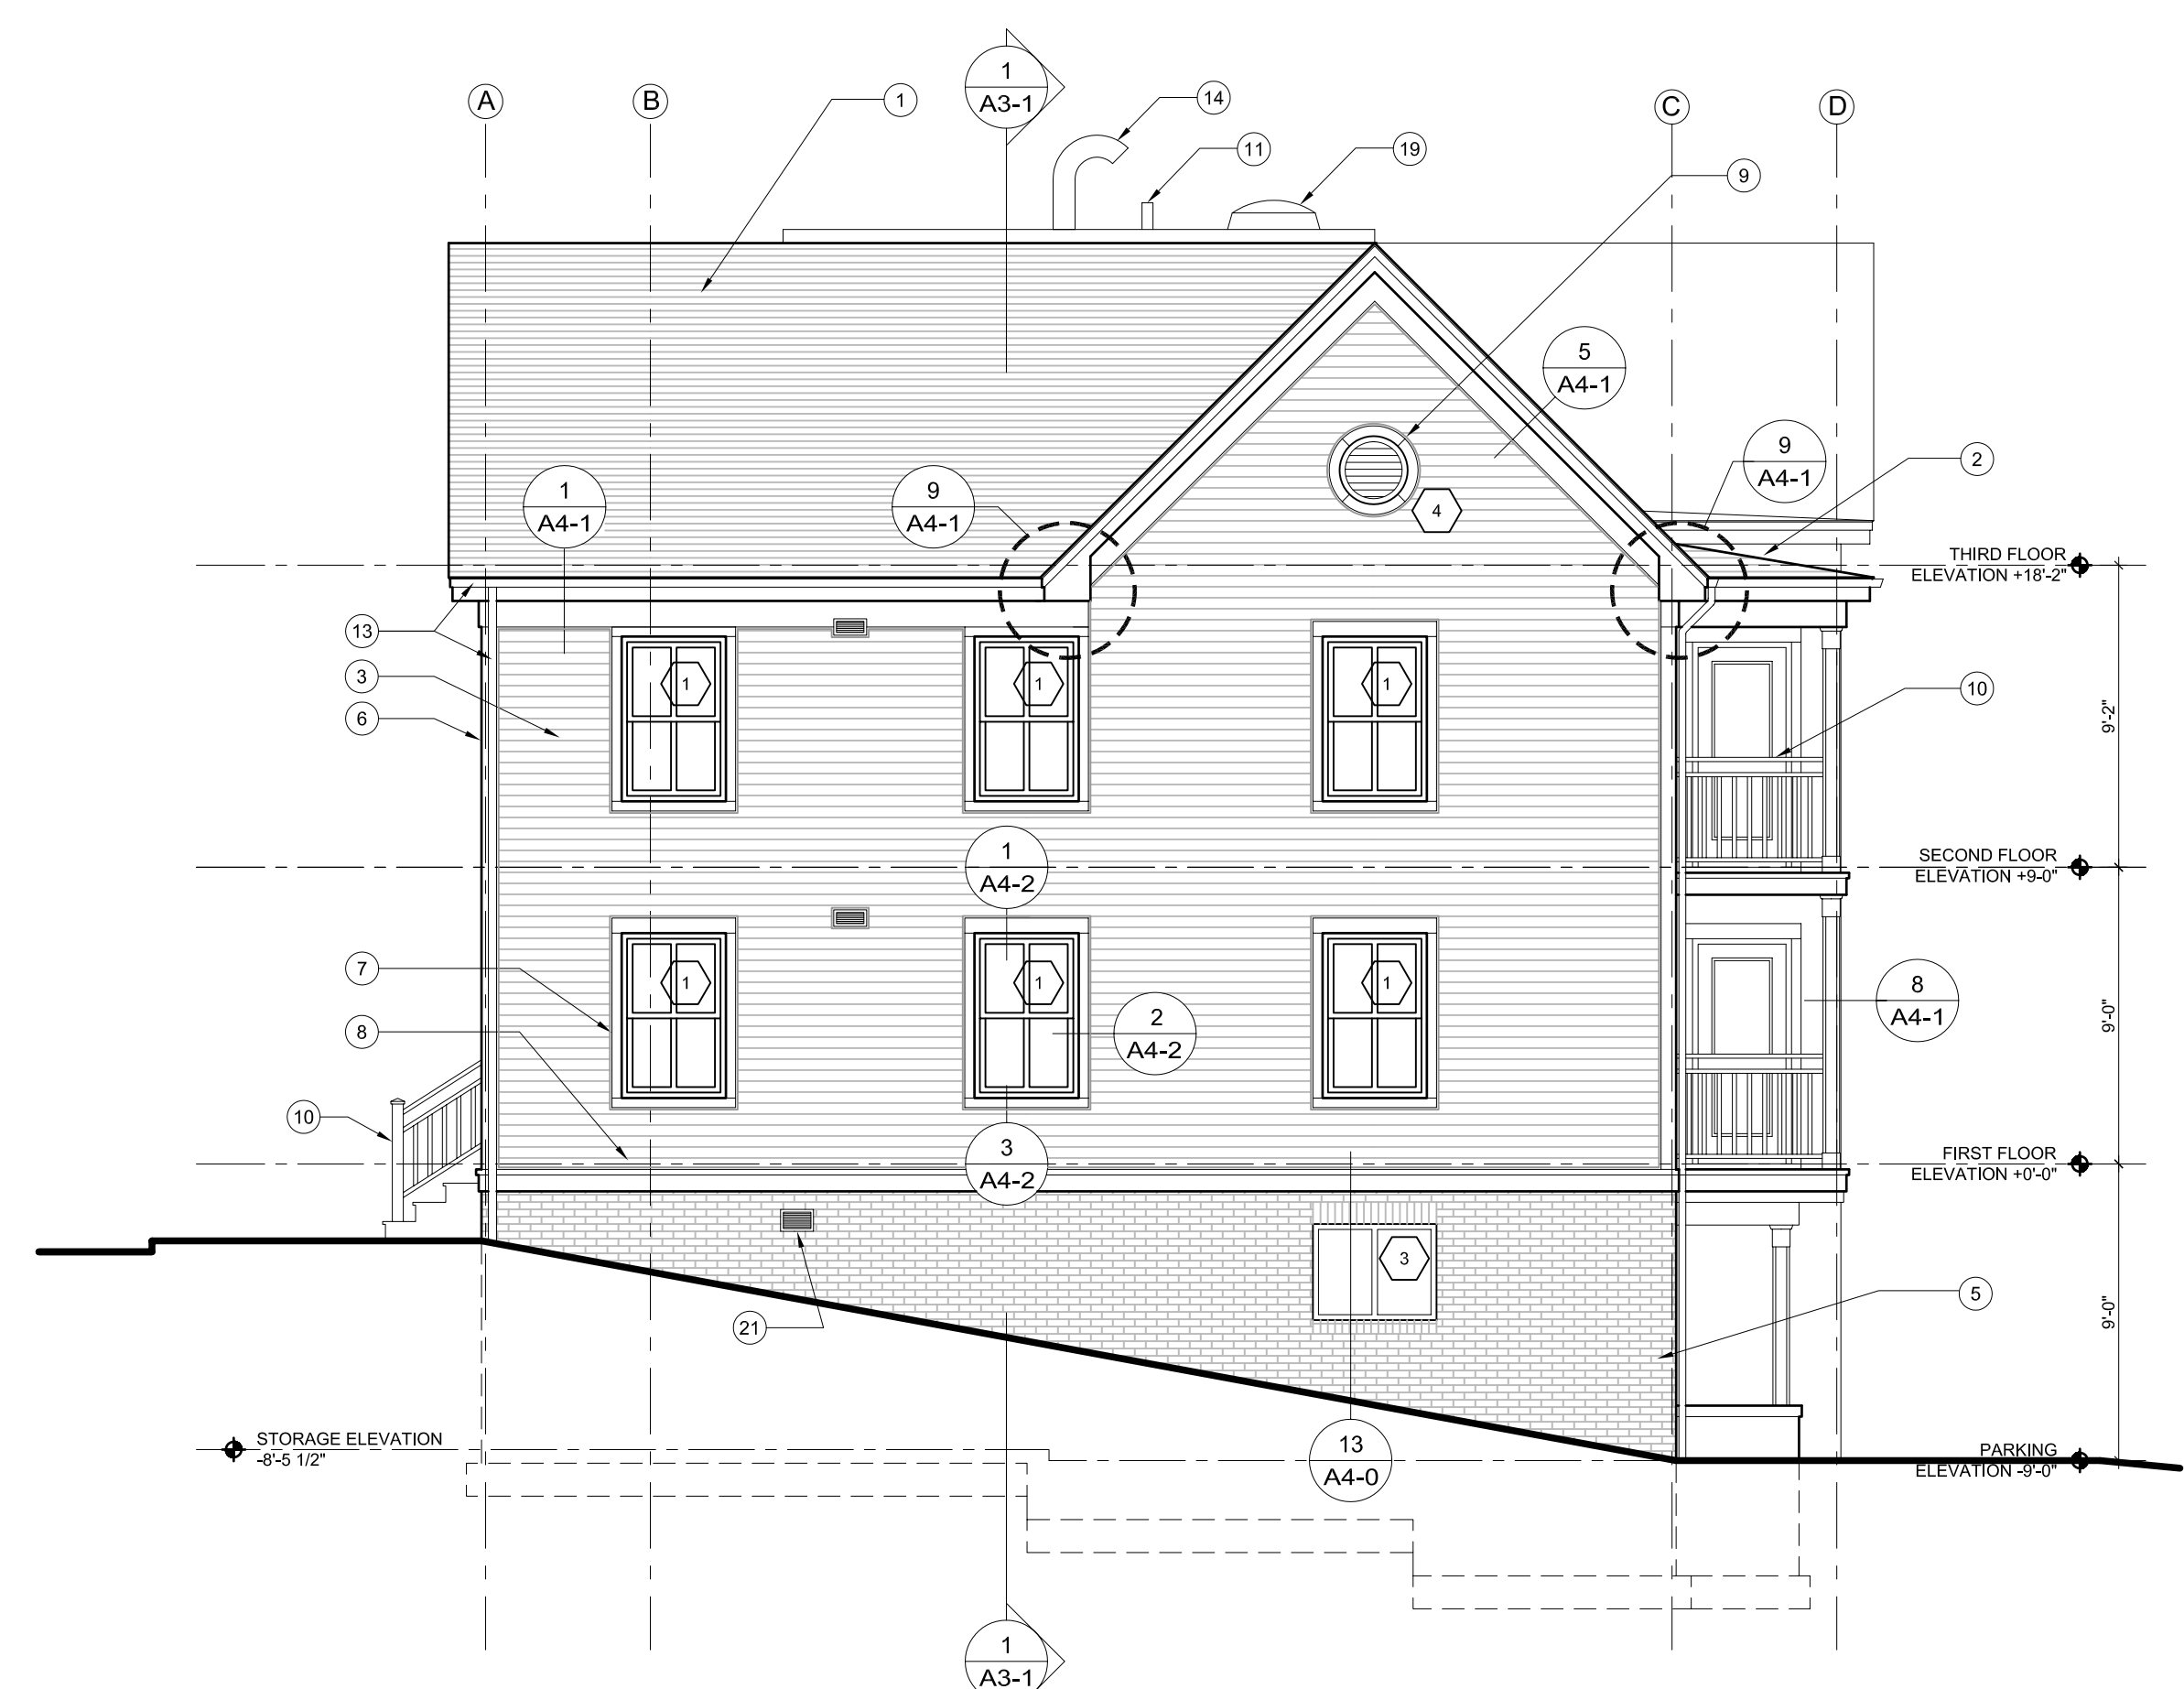 1
A3-1
A
B
1
14
11
19
9
C
D
5
A4-1
1
A4-1
9
A4-1
4
9
A4-1
2
THIRD FLOOR
ELEVATION +18'-2"
13
3
6
1
1
1
10
9'-2"
1
A4-2
SECOND FLOOR
ELEVATION +9'-0"
7
8
1
1
1
2
A4-2
8
A4-1
9'-0"
10
3
A4-2
FIRST FLOOR
ELEVATION +0'-0"
21
3
5
9'-0"
STORAGE ELEVATION
-8'-5 1/2"
13
A4-0
PARKING
ELEVATION -9'-0"
1
A3-1